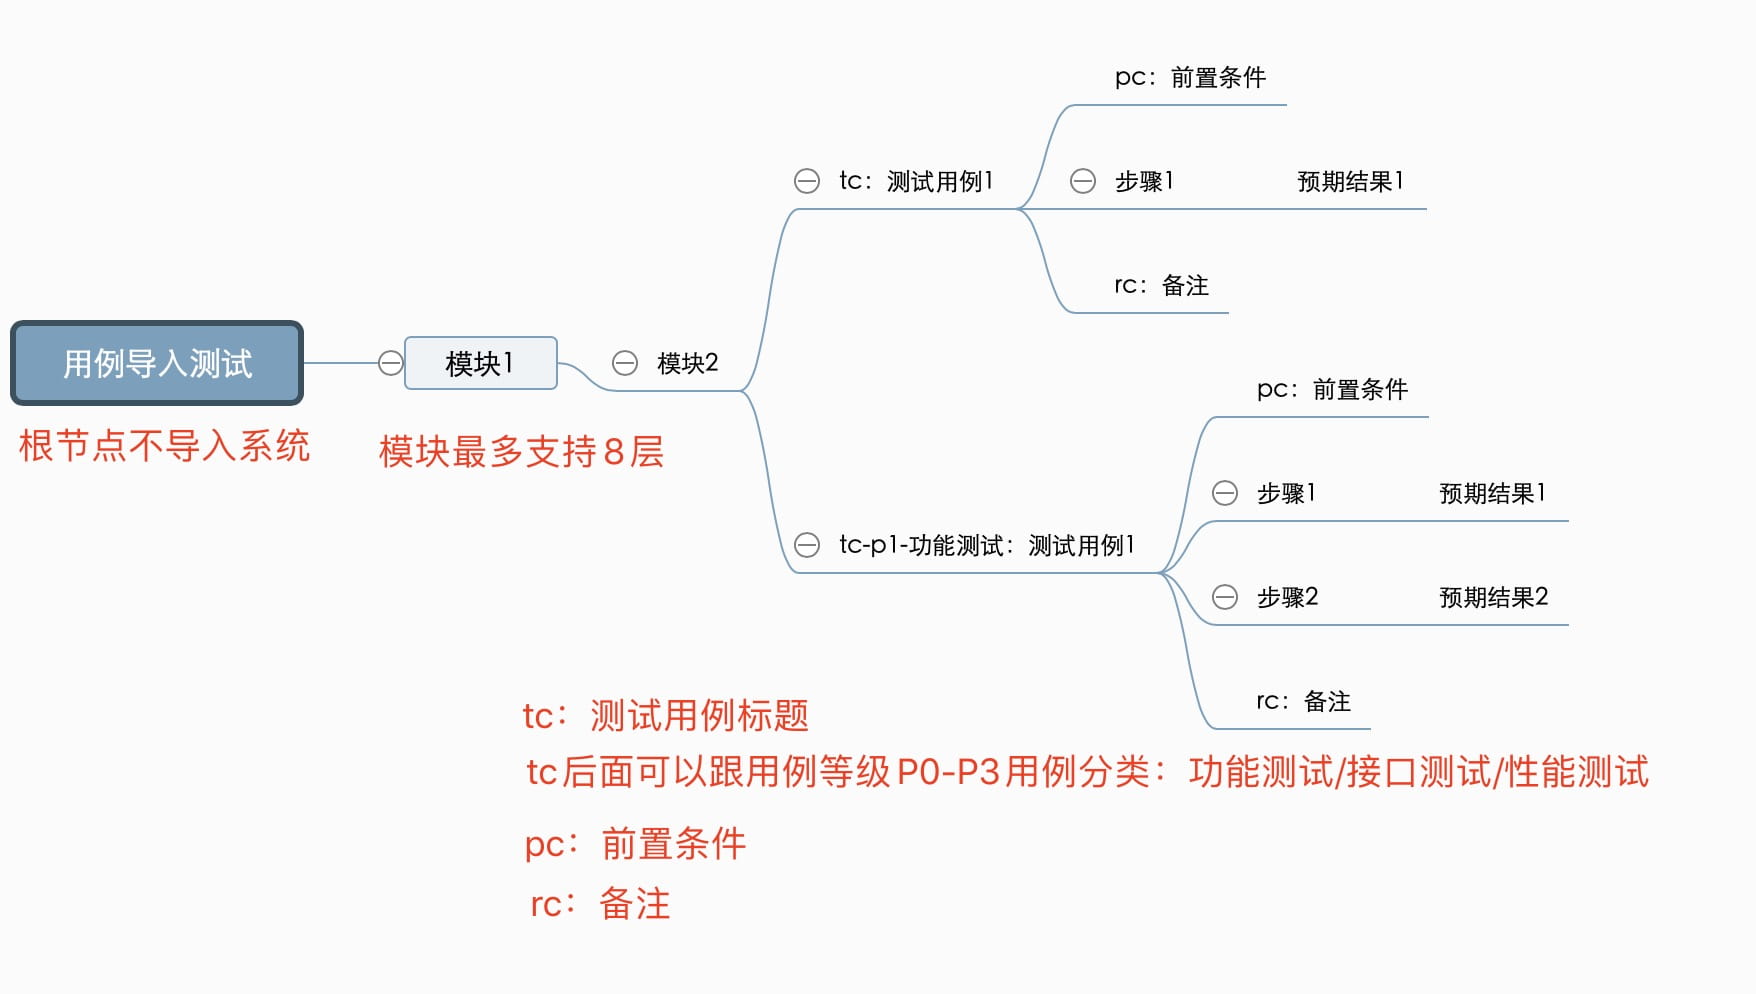 pc：前置条件
tc：测试用例1
步骤1
预期结果1
rc：备注
用例导入测试
模块1
模块2
根节点不导入系统
模块最多支持8层
pc：前置条件
步骤1
预期结果1
tc-p1-功能测试：测试用例1
步骤2
预期结果2
rc：备注
tc：测试用例标题
tc后面可以跟用例等级P0-P3用例分类：功能测试/接口测试/性能测试
pc：前置条件
rc：备注